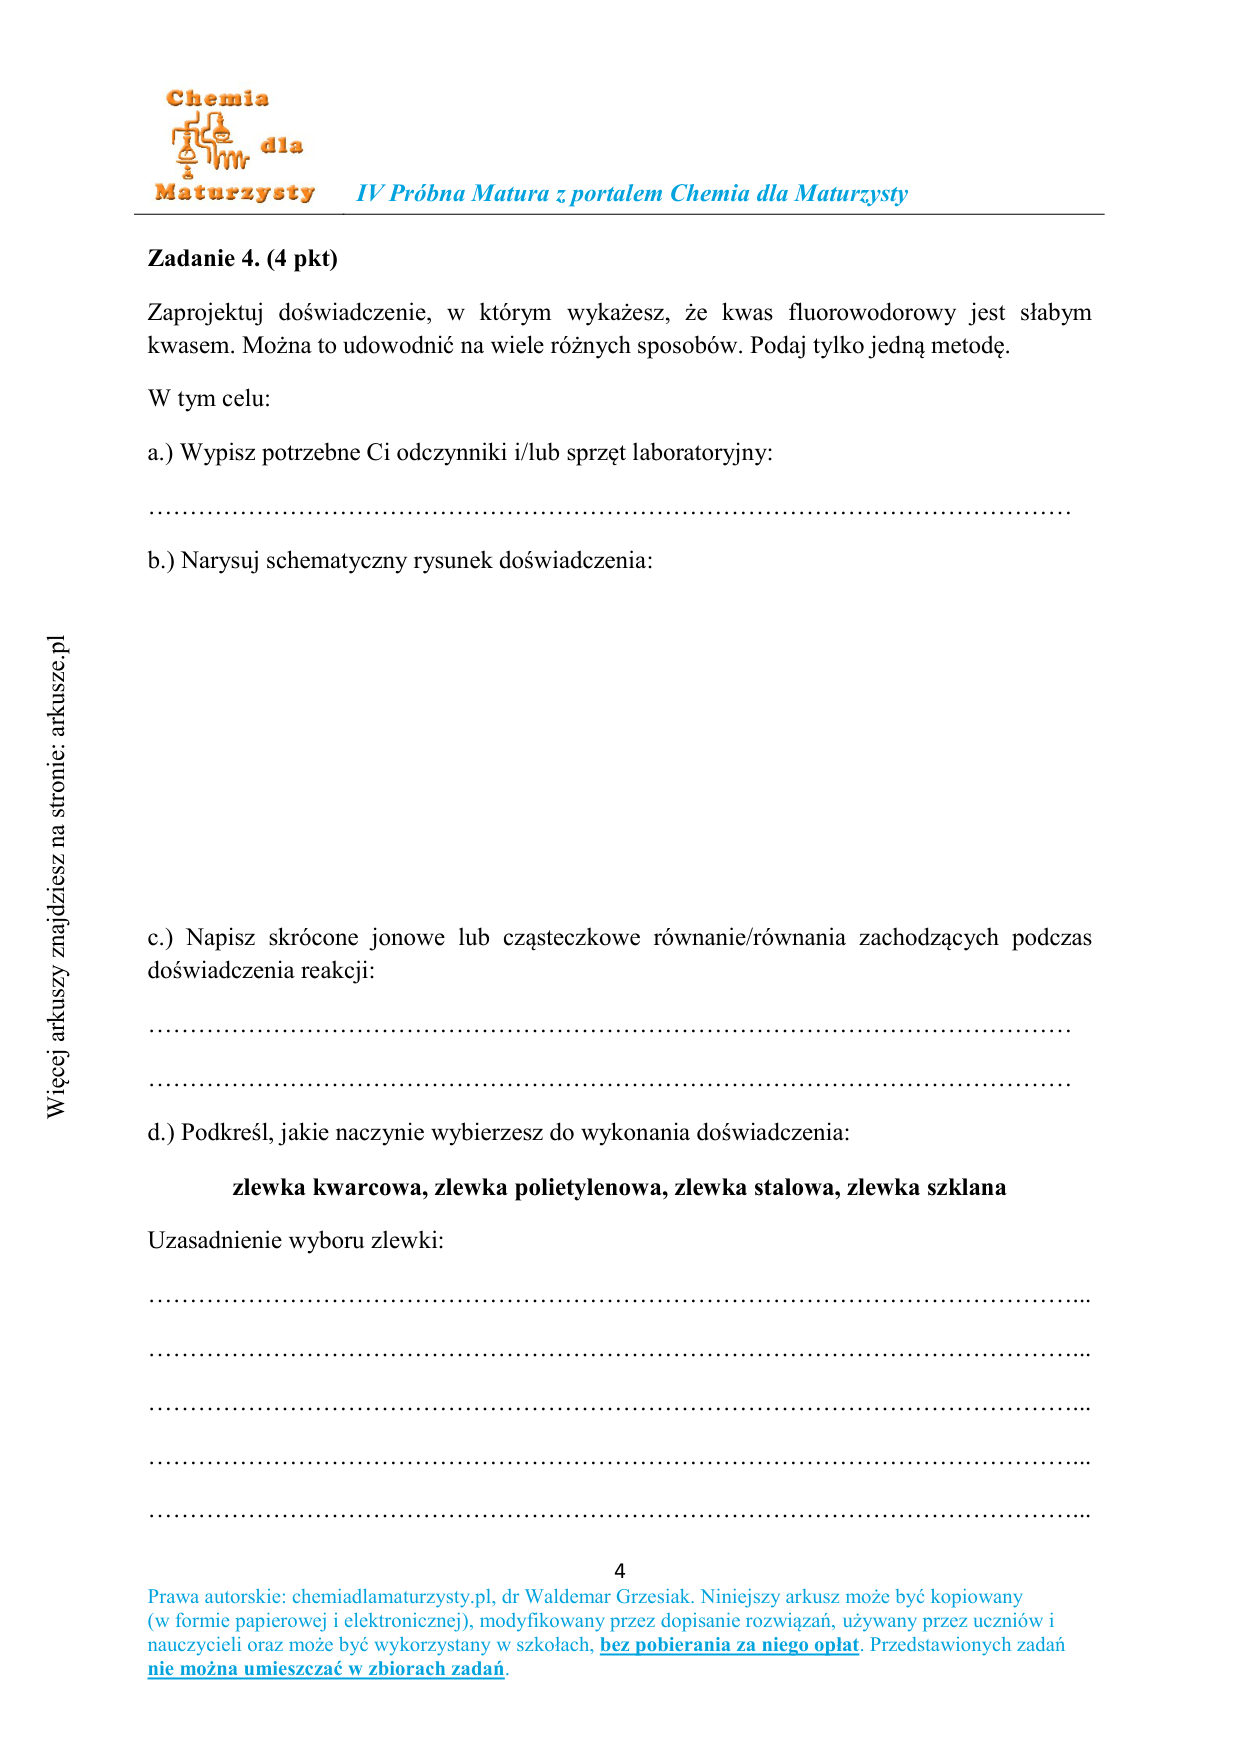 Chemia
dla
Maturzysty
IV Próbna Matura z portalem Chemia dla Maturzysty
Zadanie 4. (4 pkt)
Zaprojektuj doświadczenie, w którym wykażesz, że kwas fluorowodorowy jest słabym
kwasem. Można to udowodnić na wiele różnych sposobów. Podaj tylko jedną metodę.
W tym celu:
a.) Wypisz potrzebne Ci odczynniki i/lub sprzęt laboratoryjny:
…………………………………………………………………………………………………
b.) Narysuj schematyczny rysunek doświadczenia:
c.) Napisz skrócone jonowe lub cząsteczkowe równanie/równania zachodzących podczas
doświadczenia reakcji:
…………………………………………………………………………………………………
…………………………………………………………………………………………………
d.) Podkreśl, jakie naczynie wybierzesz do wykonania doświadczenia:
zlewka kwarcowa, zlewka polietylenowa, zlewka stalowa, zlewka szklana
Uzasadnienie wyboru zlewki:
…………………………………………………………………………………………………...
…………………………………………………………………………………………………...
…………………………………………………………………………………………………...
…………………………………………………………………………………………………...
…………………………………………………………………………………………………...
4
Prawa autorskie: chemiadlamaturzysty.pl, dr Waldemar Grzesiak. Niniejszy arkusz może być kopiowany
(w formie papierowej i elektronicznej), modyfikowany przez dopisanie rozwiązań, używany przez uczniów i
nauczycieli oraz może być wykorzystany w szkołach, bez pobierania za niego opłat. Przedstawionych zadań
nie można umieszczać w zbiorach zadań.
Więcej arkuszy znajdziesz na stronie: arkusze.pl